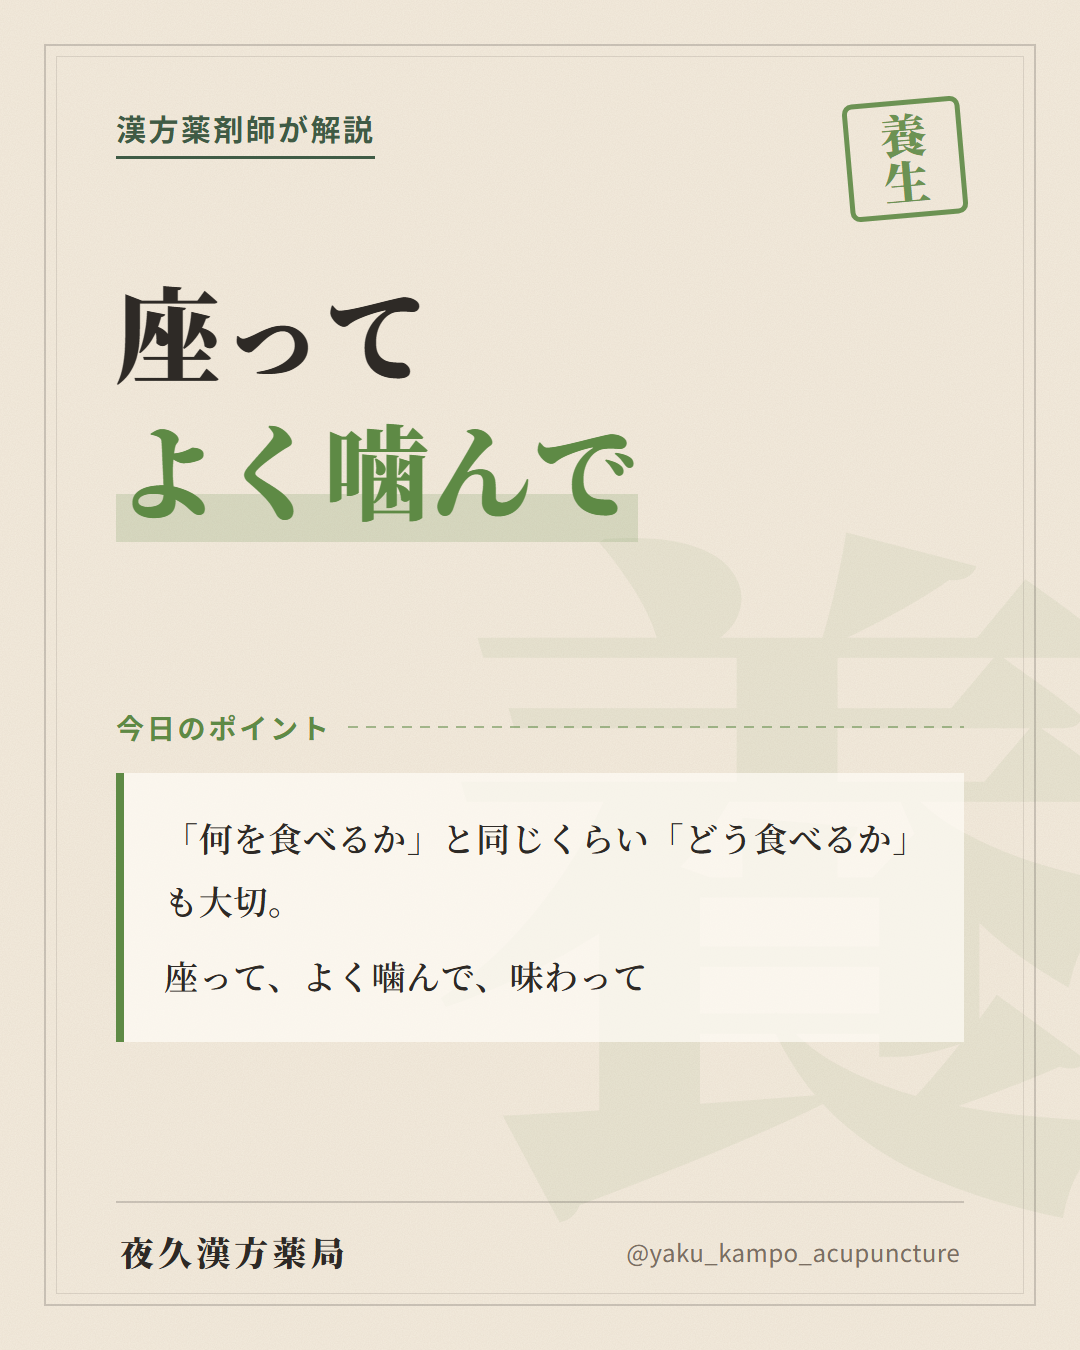 漢方薬剤師が解説
養生
座って
よく噛んで
今日のポイント
「何を食べるか」と同じくらい「どう食べるか」
も大切。
座って、よく噛んで、味わって
夜久漢方薬局
@yaku_kampo_acupuncture
養